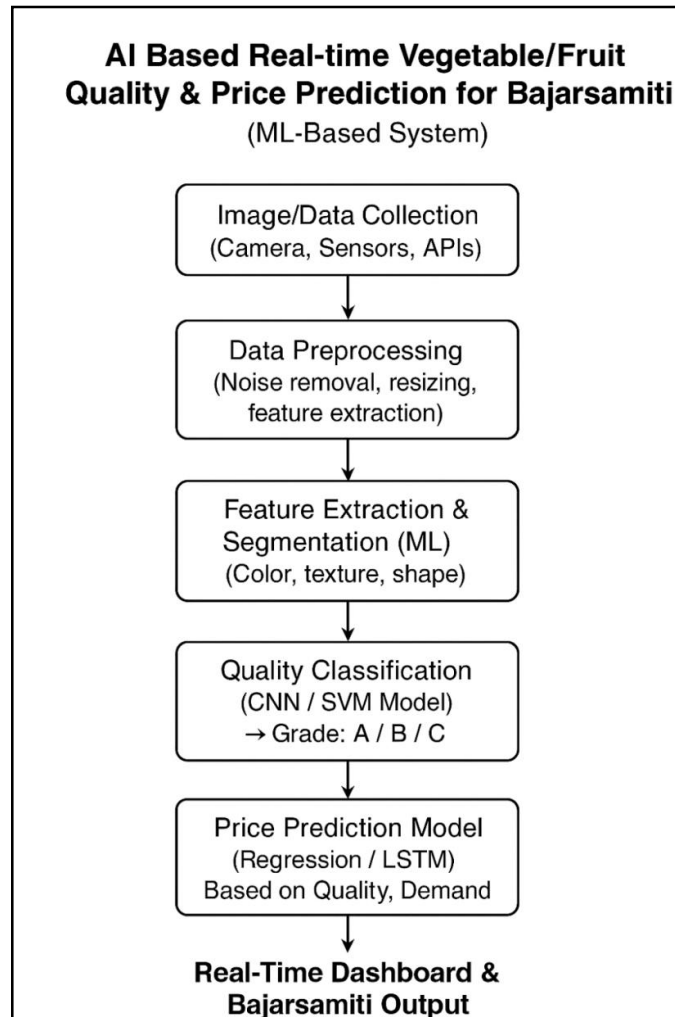 AI Based Real-time Vegetable/Fruit
Quality & Price Prediction for Bajarsamiti
(ML-Based System)
Image/Data Collection
(Camera, Sensors, APIs)
Data Preprocessing
(Noise removal, resizing,
feature extraction)
Feature Extraction &
Segmentation (ML)
(Color, texture, shape)
Quality Classification
(CNN / SVM Model)
→ Grade: A / B / C
Price Prediction Model
(Regression / LSTM)
Based on Quality, Demand
Real-Time Dashboard &
Bajarsamiti Output